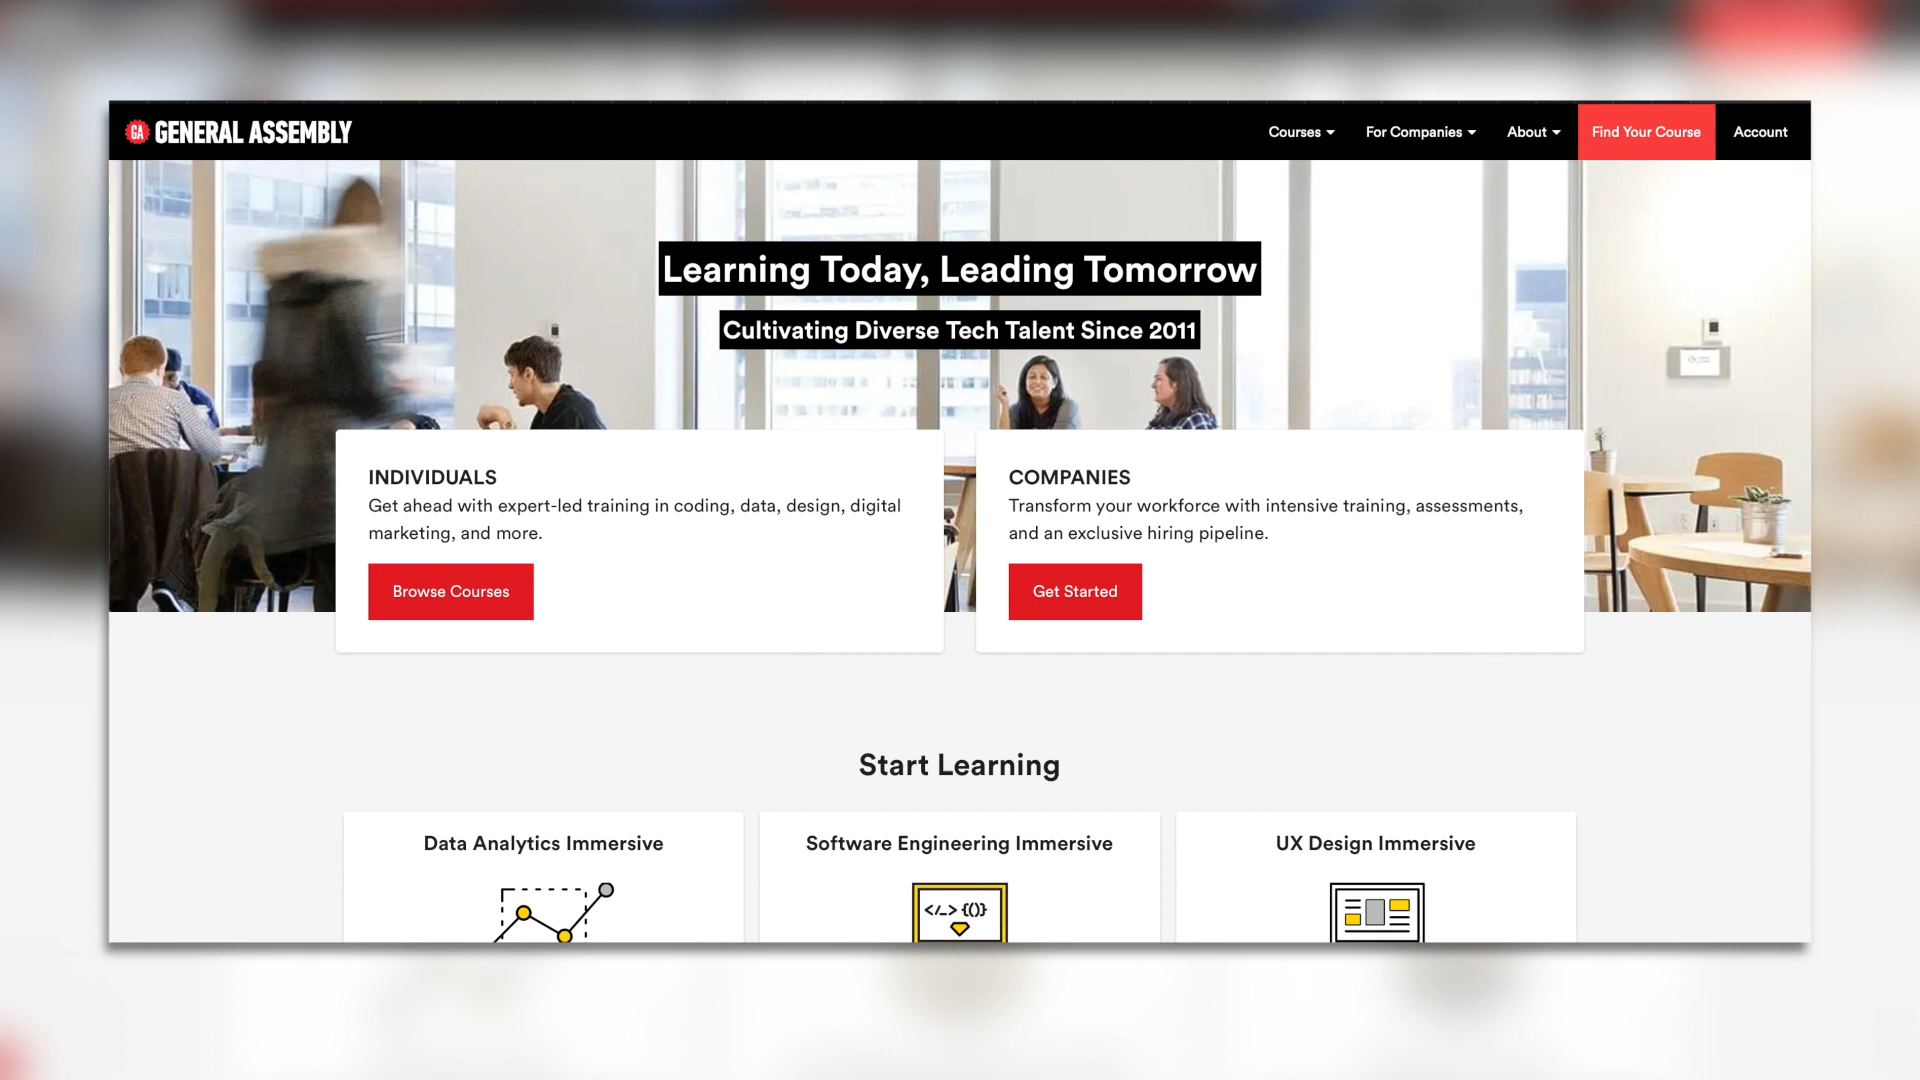 GA GENERAL ASSEMBLY
Courses
For Companies
About
Find Your Course
Account
Learning Today, Leading Tomorrow
Cultivating Diverse Tech Talent Since 2011
INDIVIDUALS
Get ahead with expert-led training in coding, data, design, digital
marketing, and more.
Browse Courses
COMPANIES
Transform your workforce with intensive training, assessments,
and an exclusive hiring pipeline.
Get Started
Start Learning
Data Analytics Immersive
Software Engineering Immersive
UX Design Immersive
</_> {()}